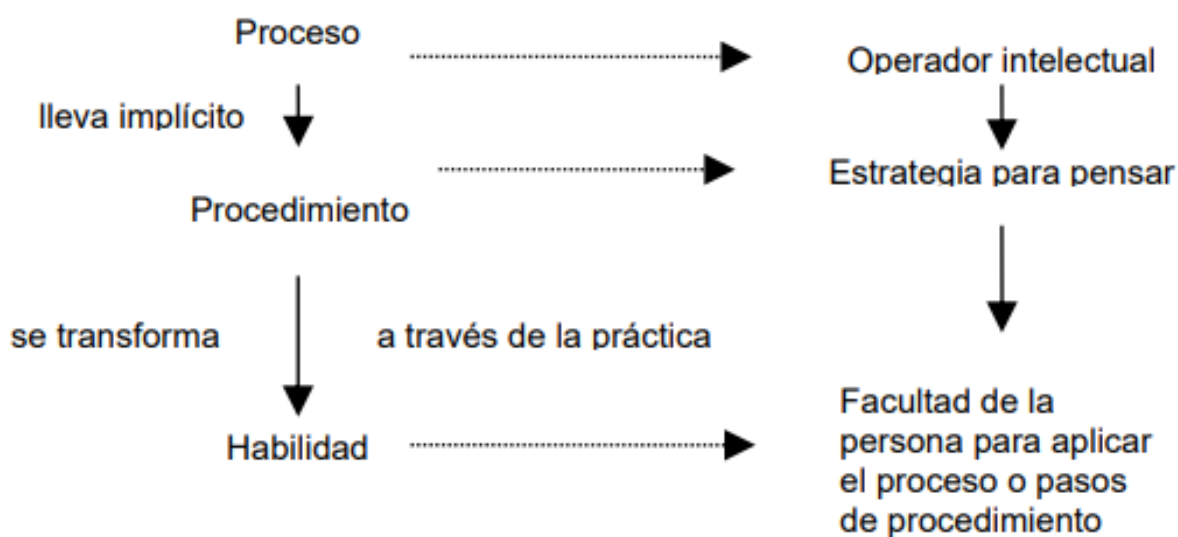 Proceso
Operador intelectual
lleva implícito
Estrategia para pensar
Procedimiento
se transforma
a través de la práctica
Habilidad
Facultad de la
persona para aplicar
el proceso o pasos
de procedimiento